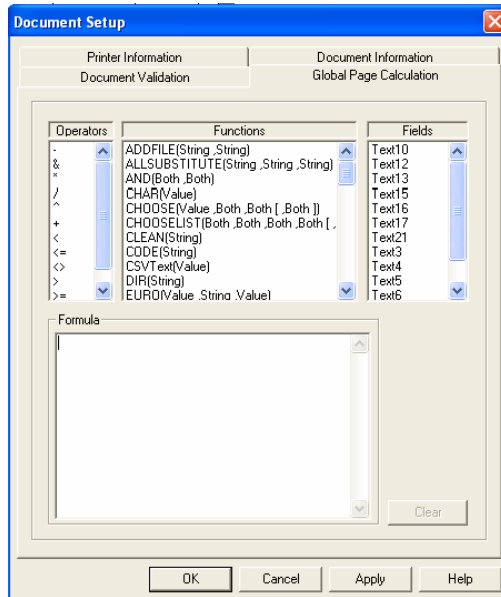 Document Setup
Printer Information
Document Information
Document Validation
Global Page Calculation
Operators
Functions
Fields
-
&
*
/
^
+
<
<=
<>
>
>=
ADDFILE(String ,String)
ALLSUBSTITUTE(String ,String ,String)
AND(Both ,Both)
CHAR(Value)
CHOOSE(Value ,Both ,Both [ ,Both ])
CHOOSELIST(Both ,Both ,Both ,Both [ ,
CLEAN(String)
CODE(String)
CSVText(Value)
DIR(String)
EURO(Value ,String ,Value)
Text10
Text12
Text13
Text15
Text16
Text17
Text21
Text3
Text4
Text5
Text6
Formula
Clear
OK
Cancel
Apply
Help